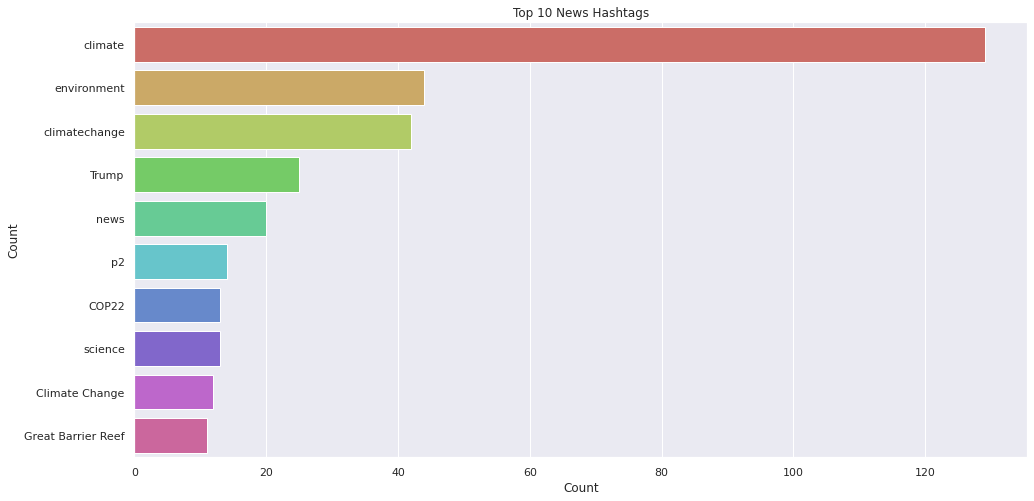 Top 10 News Hashtags
climate
environment
climatechange
Trump
news
p2
COP22
science
Climate Change
Great Barrier Reef
Count
0 20 40 60 80 100 120
Count